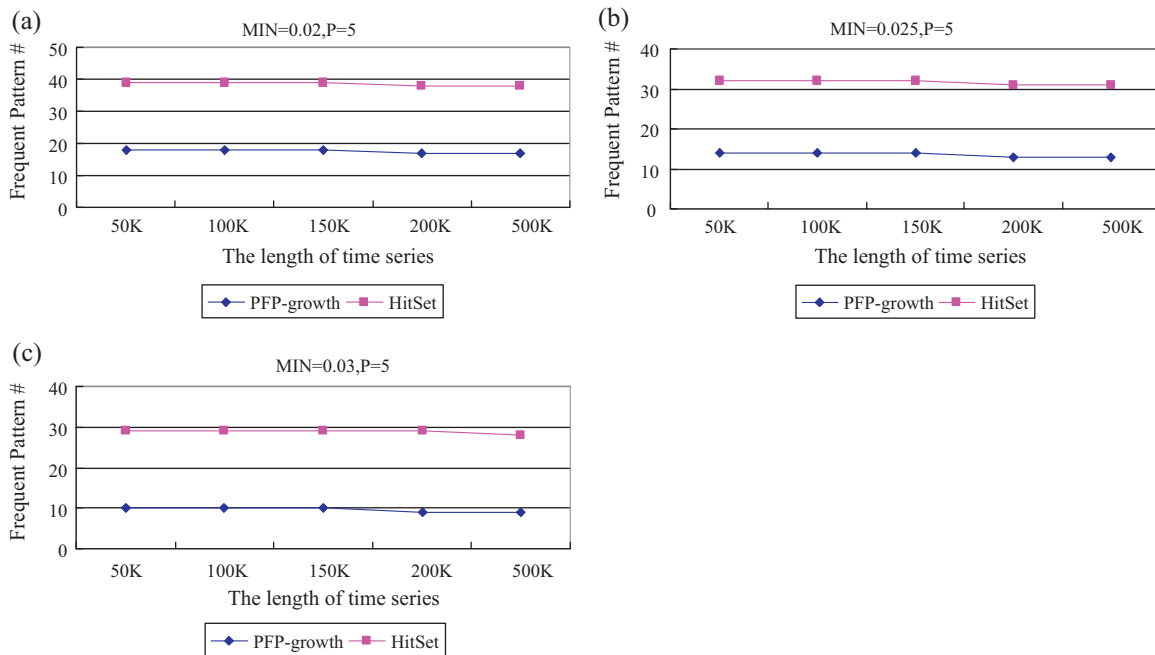 (a)
MIN=0.02,P=5
Frequent Pattern #
50
40
30
20
10
0
50K 100K 150K 200K 500K
The length of time series
PFP-growth HitSet
(b)
MIN=0.025,P=5
Frequent Pattern #
40
30
20
10
0
50K 100K 150K 200K 500K
The length of time series
PFP-growth HitSet
(c)
MIN=0.03,P=5
Frequent Pattern #
40
30
20
10
0
50K 100K 150K 200K 500K
The length of time series
PFP-growth HitSet